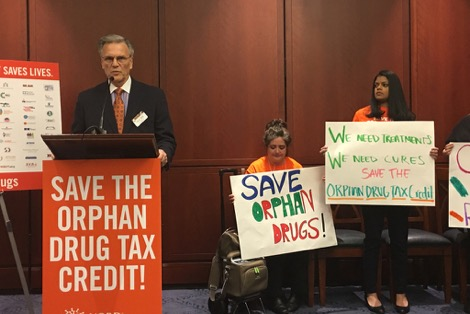 SAVES LIVES.
ugs
SAVE THE
ORPHAN
DRUG TAX
CREDIT!
SAVE
ORPHAN
DRUGS!
WE NEED TREATMENTS
WE NEED CURES
SAVE THE
ORPHAN DRUG TAX Credit